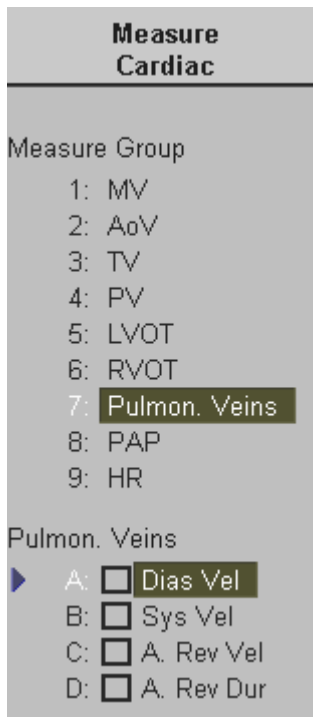 Measure
Cardiac
Measure Group
1: MV
2: AoV
3: TV
4: PV
5: LVOT
6: RVOT
7: Pulmon. Veins
8: PAP
9: HR
Pulmon. Veins
A: Dias Vel
B: Sys Vel
C: A. Rev Vel
D: A. Rev Dur